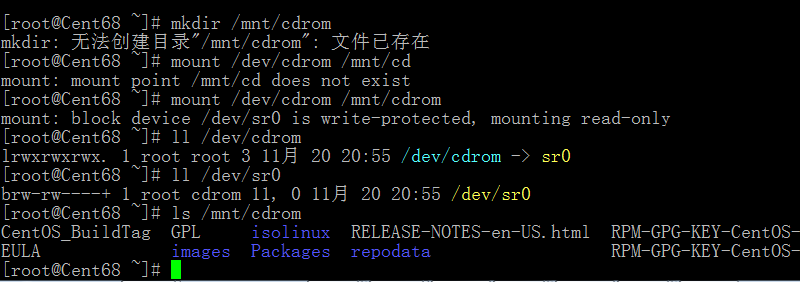 [root@Cent68 ~]# mkdir /mnt/cdrom
mkdir: 无法创建目录"/mnt/cdrom": 文件已存在
[root@Cent68 ~]# mount /dev/cdrom /mnt/cd
mount: mount point /mnt/cd does not exist
[root@Cent68 ~]# mount /dev/cdrom /mnt/cdrom
mount: block device /dev/sr0 is write-protected, mounting read-only
[root@Cent68 ~]# ll /dev/cdrom
lrwxrwxrwx. 1 root root 3 11月 20 20:55 /dev/cdrom -> sr0
[root@Cent68 ~]# ll /dev/sr0
brw-rw----+ 1 root cdrom 11, 0 11月 20 20:55 /dev/sr0
[root@Cent68 ~]# ls /mnt/cdrom
CentOS_BuildTag  GPL     isolinux  RELEASE-NOTES-en-US.html  RPM-GPG-KEY-CentOS-
EULA             images  Packages  repodata                  RPM-GPG-KEY-CentOS-
[root@Cent68 ~]#